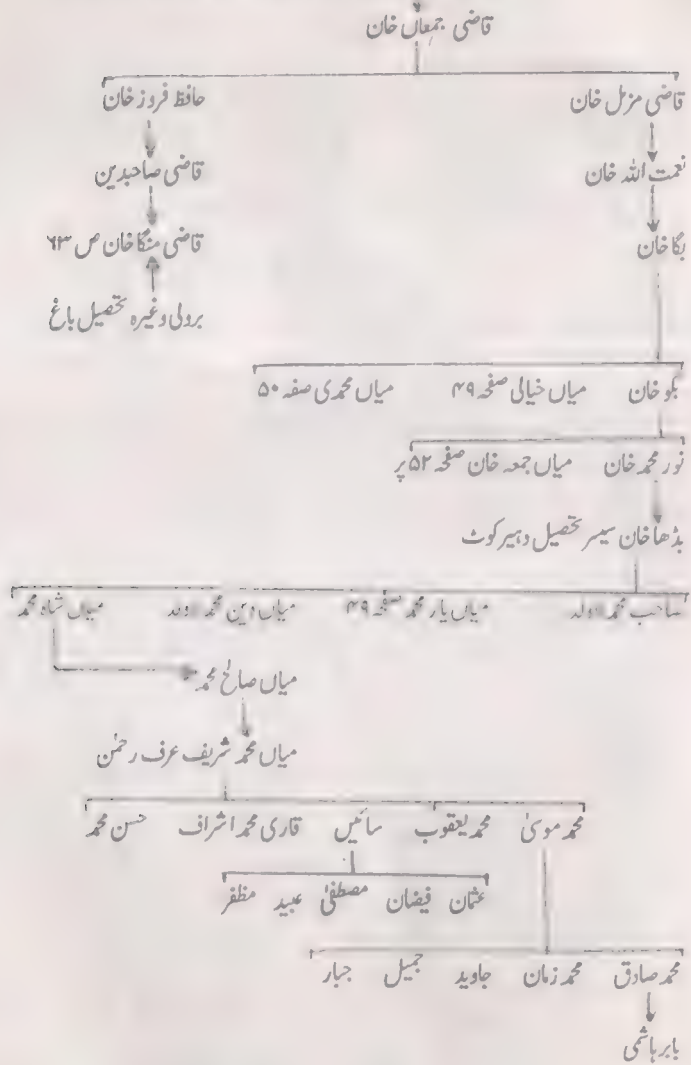 قاضی جمعاں خان
قاضی مزمل خان حافظ فروز خان
نعمت اللہ خان قاضی صاحبدین
بگا خان قاضی منگا خان ص ۶۳
برولی وغیرہ تحصیل باغ
بگو خان میاں خیالی صفحہ ۴۹ میاں محمدی صفہ ۵۰
نور محمد خان میاں جمعہ خان صفحہ ۵۲ پر
بڈھا خان سیسر تحصیل دہیر کوٹ
صاحب محمد لاولد میاں یار محمد صفحہ ۴۹ میاں دین محمد لاولد میاں شاہ محمد
میاں صالح محمد
میاں محمد شریف عرف رحمٰن
محمد موسیٰ محمد یعقوب سائیں قاری محمد اشراف حسن محمد
عثمان فیضان مصطفیٰ عبید مظفر
محمد صادق محمد زمان جاوید جمیل جبار
بابر ہاشمی